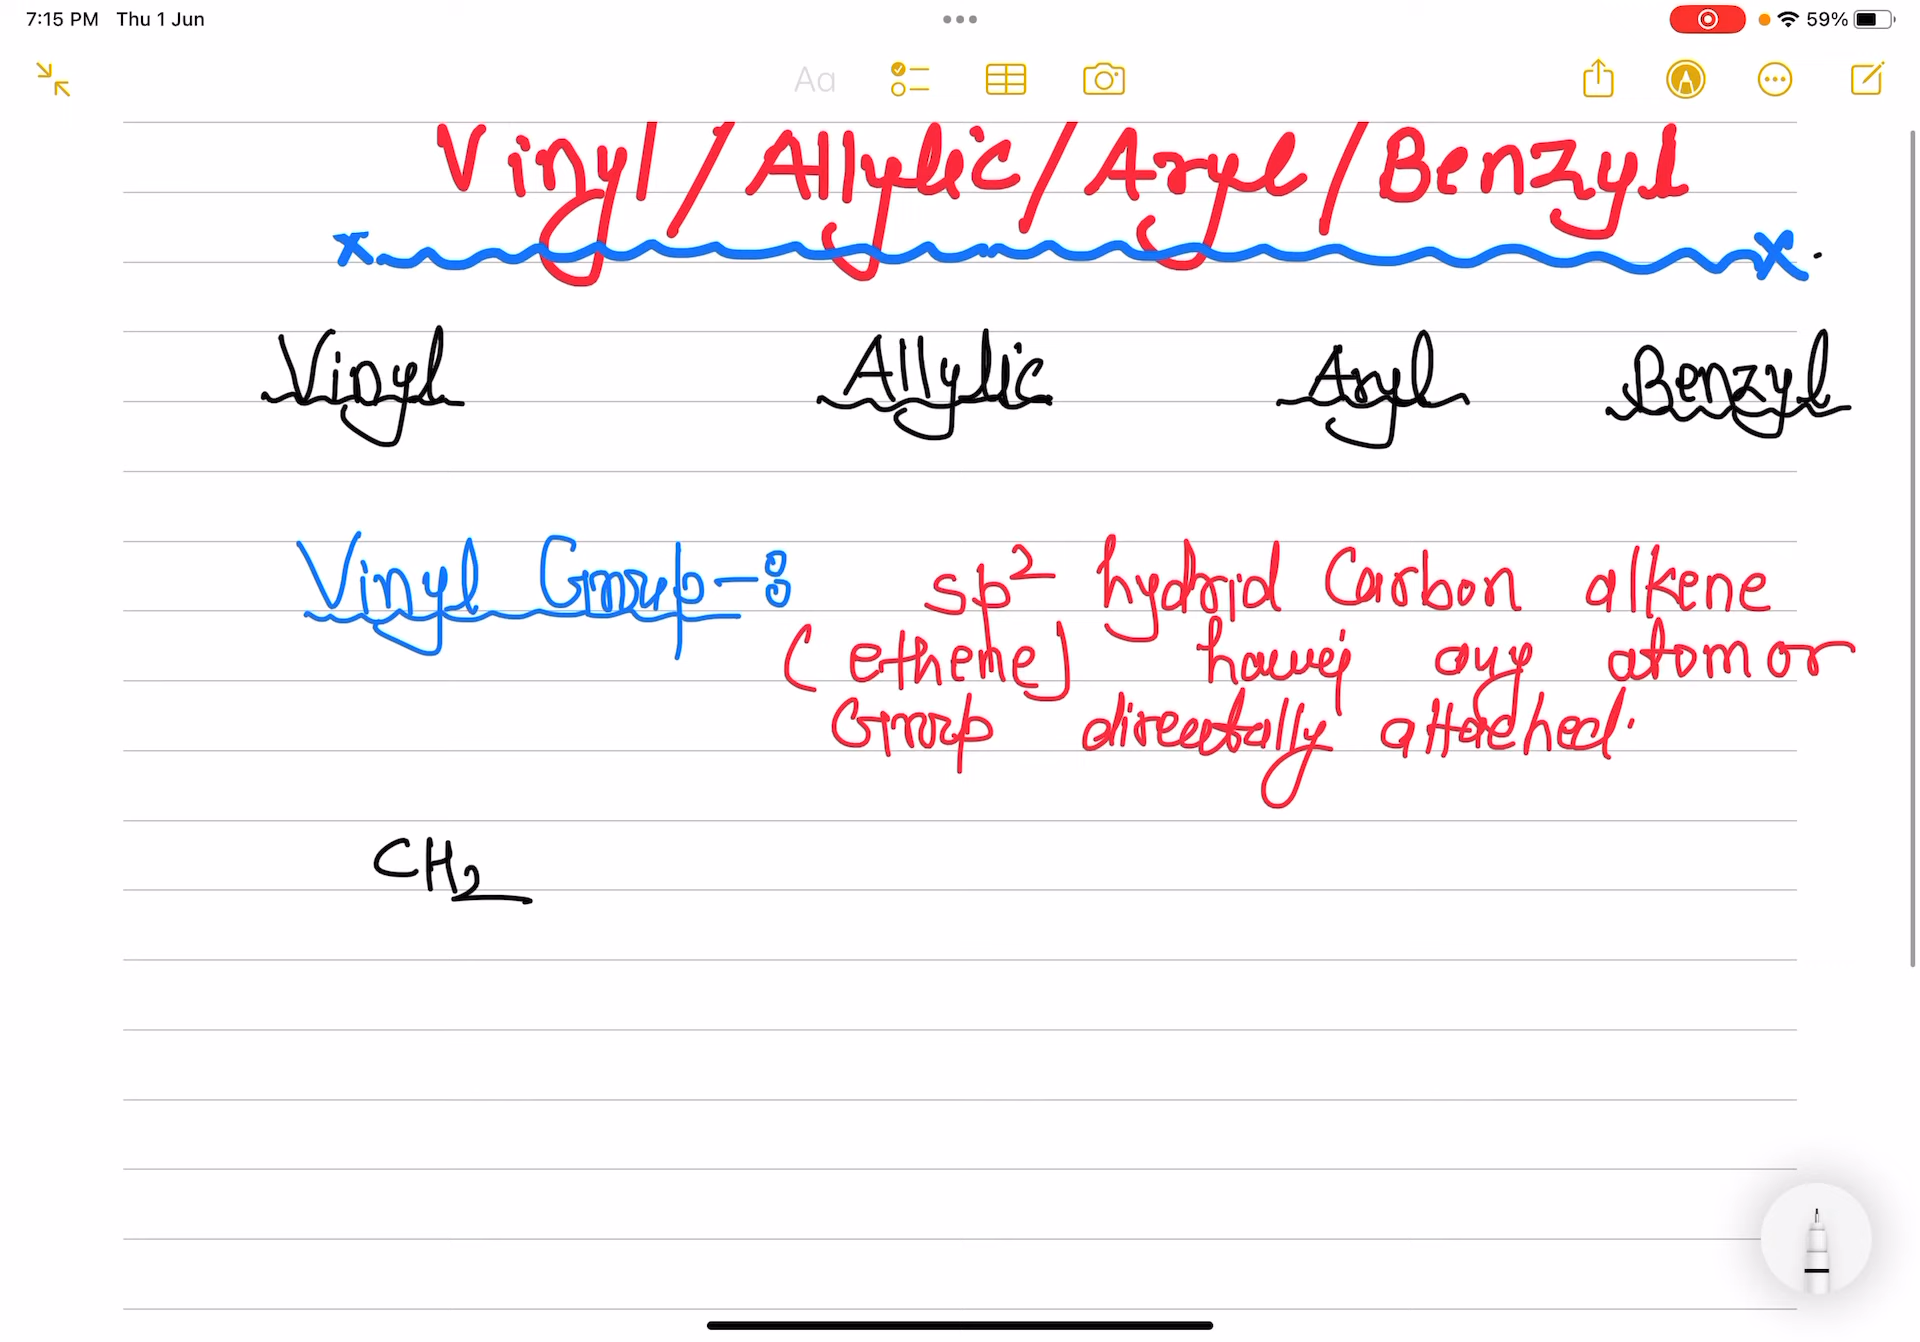 7:15 PM Thu 1 Jun
59%
Aa
Vinyl / Allylic / Aryl / Benzyl
Vinyl Allylic Aryl Benzyl
Vinyl Group-: sp² hybrid Carbon alkene
(ethene) having any atom or
Group directally attached.
CH₂